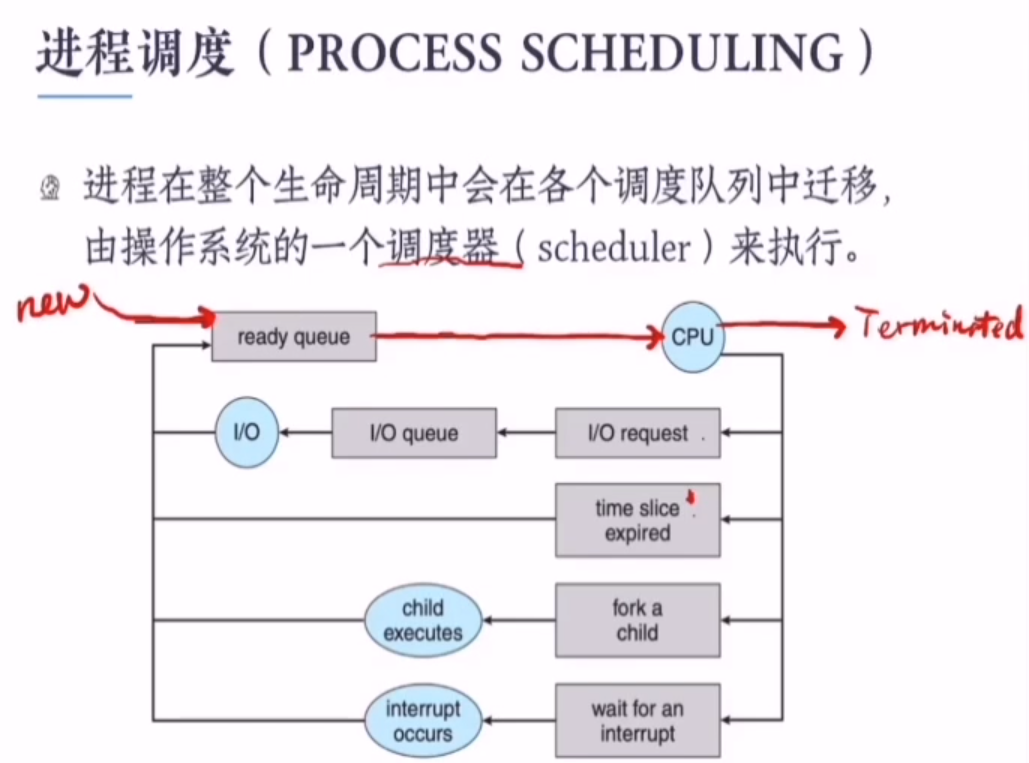 进程调度（PROCESS SCHEDULING）
进程在整个生命周期中会在各个调度队列中迁移，
由操作系统的一个调度器（scheduler）来执行。
new
ready queue
CPU
Terminated
I/O
I/O queue
I/O request
time slice
expired
child
executes
fork a
child
interrupt
occurs
wait for an
interrupt